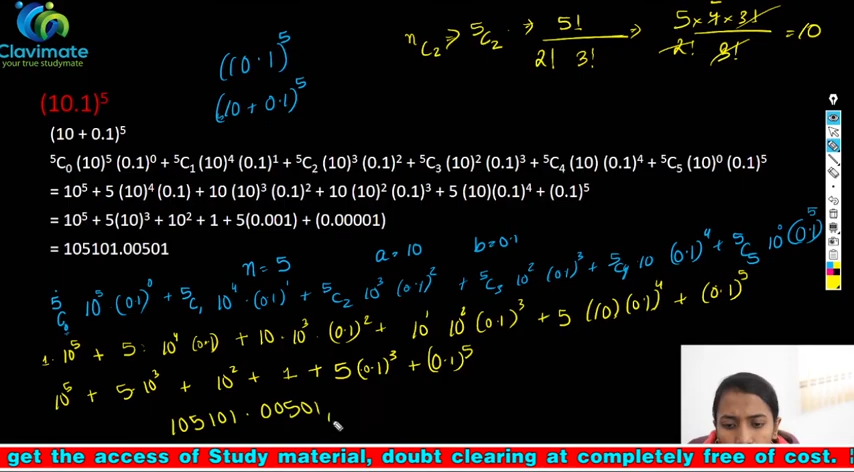 Clavimate
your true studymate
(10.1)^5
(10 + 0.1)^5
nC2 => 5C2 => 5!/(2! 3!) => (5 × 4 × 3!)/(2! 3!) = 10
(10.1)⁵
(10 + 0.1)⁵
⁵C₀ (10)⁵ (0.1)⁰ + ⁵C₁ (10)⁴ (0.1)¹ + ⁵C₂ (10)³ (0.1)² + ⁵C₃ (10)² (0.1)³ + ⁵C₄ (10) (0.1)⁴ + ⁵C₅ (10)⁰ (0.1)⁵
= 10⁵ + 5 (10)⁴ (0.1) + 10 (10)³ (0.1)² + 10 (10)² (0.1)³ + 5 (10)(0.1)⁴ + (0.1)⁵
= 10⁵ + 5(10)³ + 10² + 1 + 5(0.001) + (0.00001)
= 105101.00501
n = 5 a = 10 b = 0.1
⁵C₀ 10⁵ (0.1)⁰ + ⁵C₁ 10⁴ · (0.1)¹ + ⁵C₂ 10³ (0.1)² + ⁵C₃ 10² (0.1)³ + ⁵C₄ 10 (0.1)⁴ + ⁵C₅ 10⁰ (0.1)⁵
1 · 10⁵ + 5 · 10⁴ (0.1) + 10 · 10³ · (0.1)² + 10¹ 10² (0.1)³ + 5 (10) (0.1)⁴ + (0.1)⁵
10⁵ + 5 · 10³ + 10² + 1 + 5 (0.1)³ + (0.1)⁵
105101 · 00501,
get the access of Study material, doubt clearing at completely free of cost.